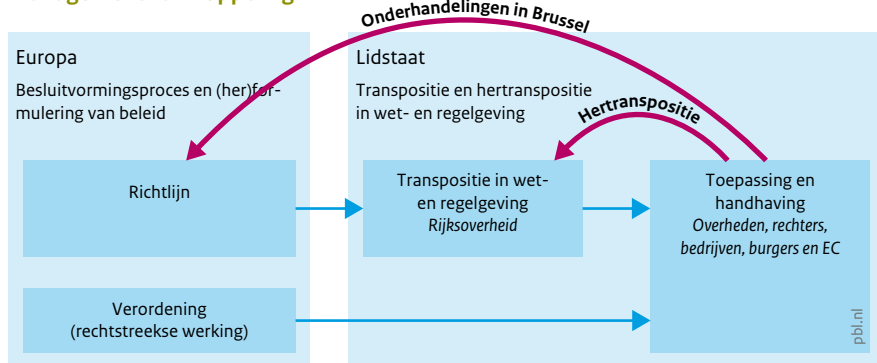 Onderhandelingen in Brussel
Europa
Besluitvormingsproces en (her)for-
mulering van beleid
Lidstaat
Transpositie en hertranspositie
in wet- en regelgeving
Hertranspositie
Richtlijn
Transpositie in wet-
en regelgeving
Rijksoverheid
Toepassing en
handhaving
Overheden, rechters,
bedrijven, burgers en EC
Verordening
(rechtstreekse werking)
pbl.nl